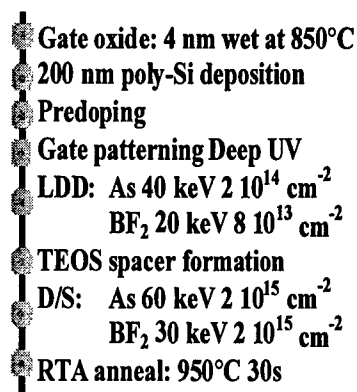 Gate oxide: 4 nm wet at 850°C
200 nm poly-Si deposition
Predoping
Gate patterning Deep UV
LDD: As 40 keV 2 10¹⁴ cm⁻²
BF₂ 20 keV 8 10¹³ cm⁻²
TEOS spacer formation
D/S: As 60 keV 2 10¹⁵ cm⁻²
BF₂ 30 keV 2 10¹⁵ cm⁻²
RTA anneal: 950°C 30s